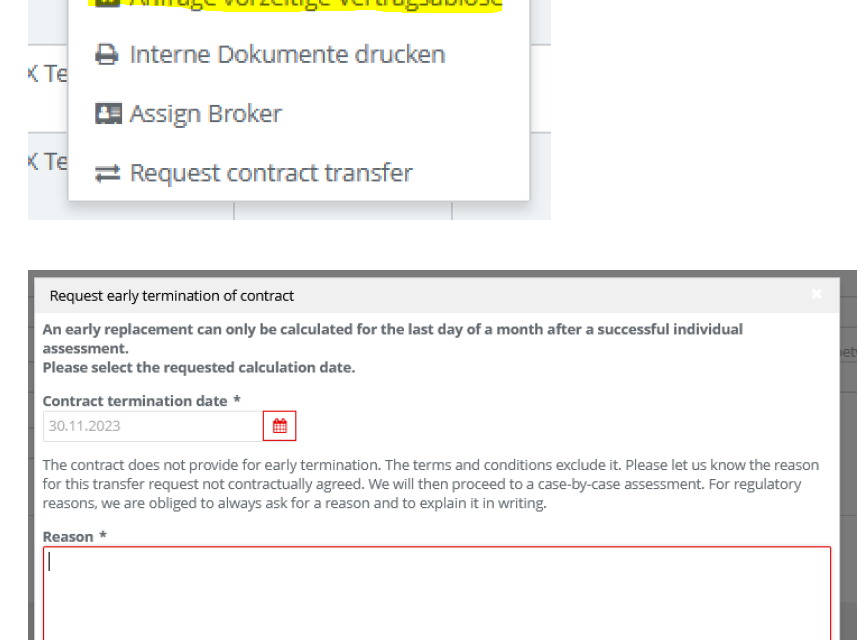 Anfrage vorzeitige Vertragsablöse
Interne Dokumente drucken
X Te
Assign Broker
X Te
Request contract transfer
Request early termination of contract
An early replacement can only be calculated for the last day of a month after a successful individual
assessment.
Please select the requested calculation date.
Contract termination date *
30.11.2023
The contract does not provide for early termination. The terms and conditions exclude it. Please let us know the reason
for this transfer request not contractually agreed. We will then proceed to a case-by-case assessment. For regulatory
reasons, we are obliged to always ask for a reason and to explain it in writing.
Reason *